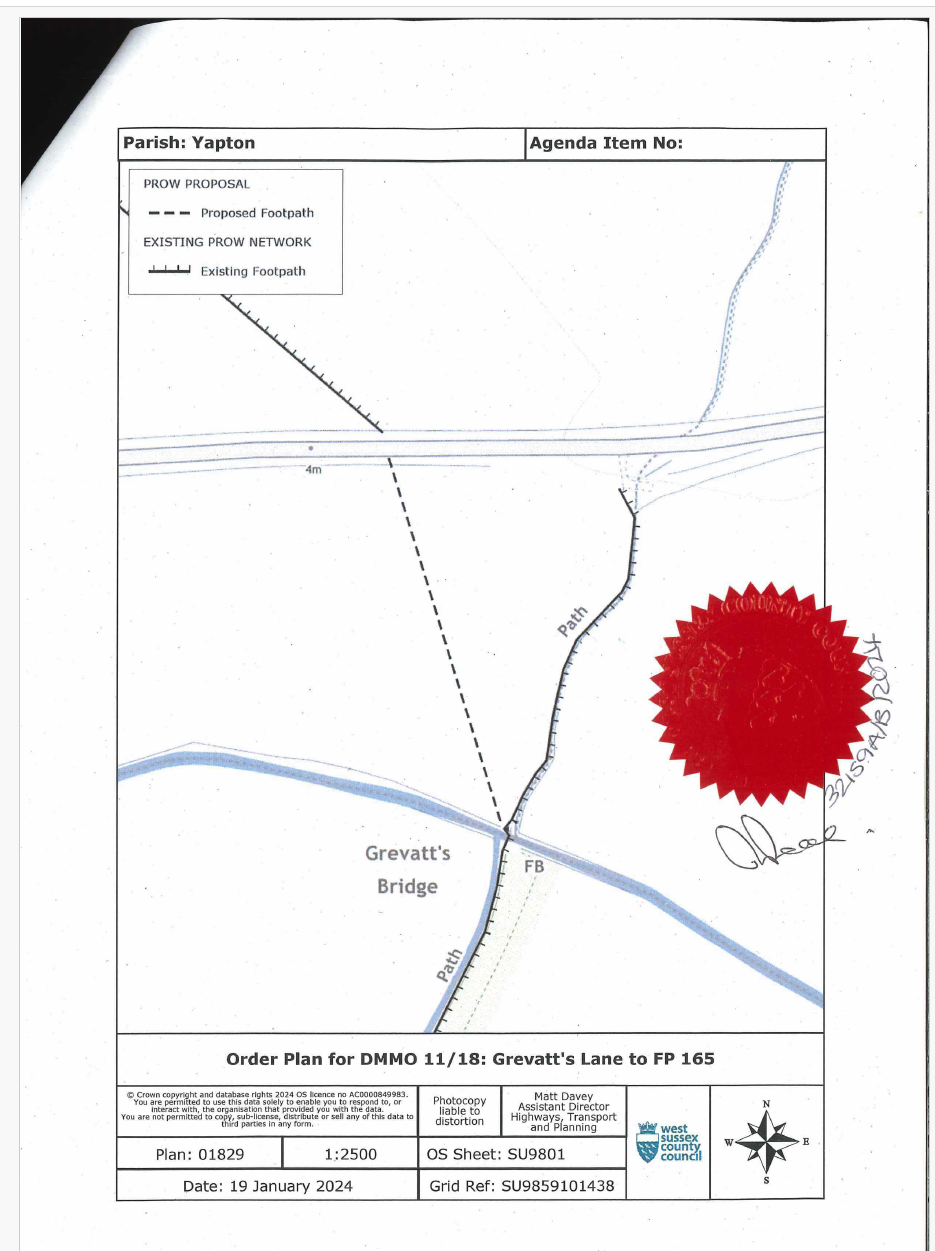 Parish: Yapton
Agenda Item No:
PROW PROPOSAL
Proposed Footpath
EXISTING PROW NETWORK
Existing Footpath
4m
Path
32159A/B/2024
Grevatt's
Bridge
FB
Path
Order Plan for DMMO 11/18: Grevatt's Lane to FP 165
© Crown copyright and database rights 2024 OS licence no AC0000849983.
You are permitted to use this data solely to enable you to respond to, or
interact with, the organisation that provided you with the data.
You are not permitted to copy, sub-license, distribute or sell any of this data to
third parties in any form.
Photocopy
liable to
distortion
Matt Davey
Assistant Director
Highways, Transport
and Planning
west
sussex
county
council
N
W E
S
Plan: 01829
1:2500
OS Sheet: SU9801
Date: 19 January 2024
Grid Ref: SU9859101438